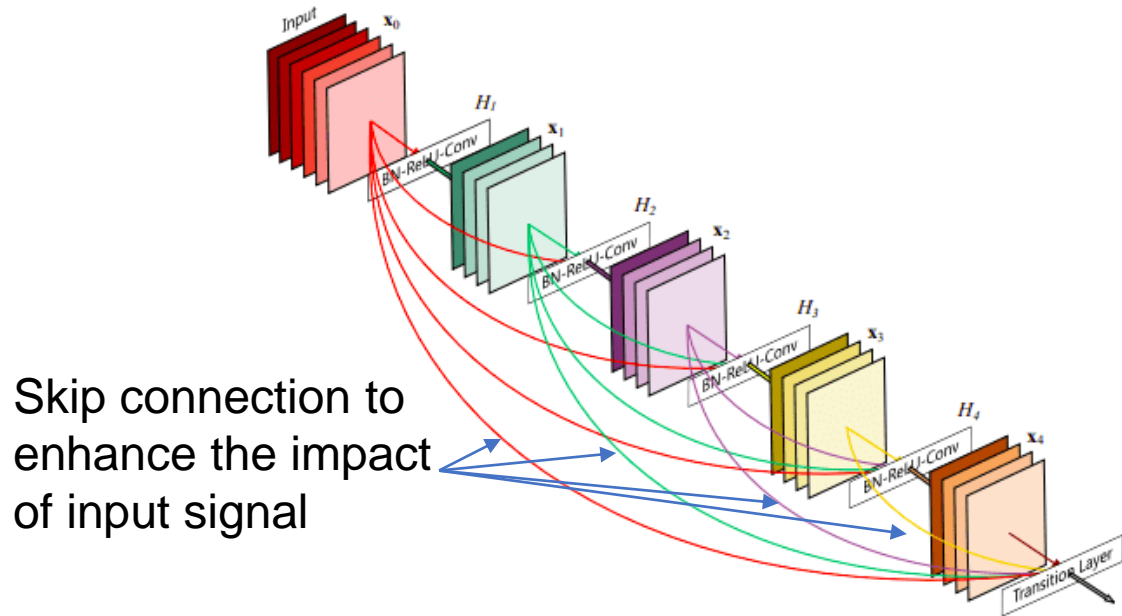 Input
x₀
H₁
BN-ReLU-Conv
x₁
H₂
BN-ReLU-Conv
x₂
H₃
BN-ReLU-Conv
x₃
H₄
BN-ReLU-Conv
x₄
Transition Layer
Skip connection to
enhance the impact
of input signal